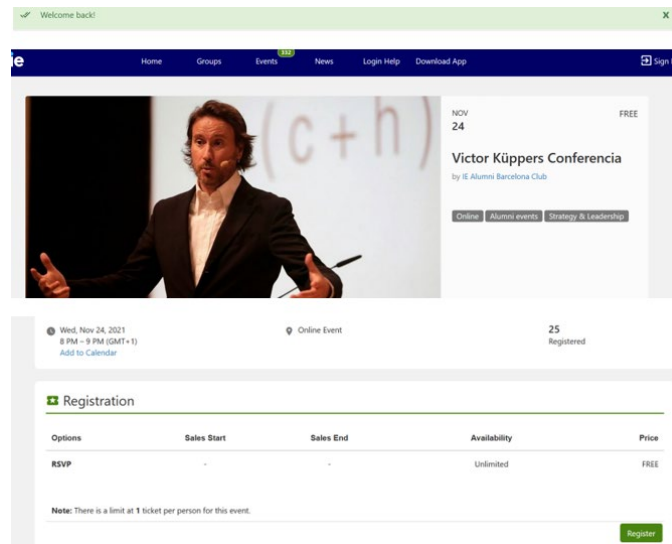 Welcome back!
X
ie
Home
Groups
Events
332
News
Login Help
Download App
Sign
(c+h)
NOV
24
FREE
Victor Küppers Conferencia
by IE Alumni Barcelona Club
Online
Alumni events
Strategy & Leadership
Wed, Nov 24, 2021
8 PM – 9 PM (GMT+1)
Add to Calendar
Online Event
25
Registered
Registration
Options Sales Start Sales End Availability Price
RSVP - - Unlimited FREE
Note: There is a limit at 1 ticket per person for this event.
Register